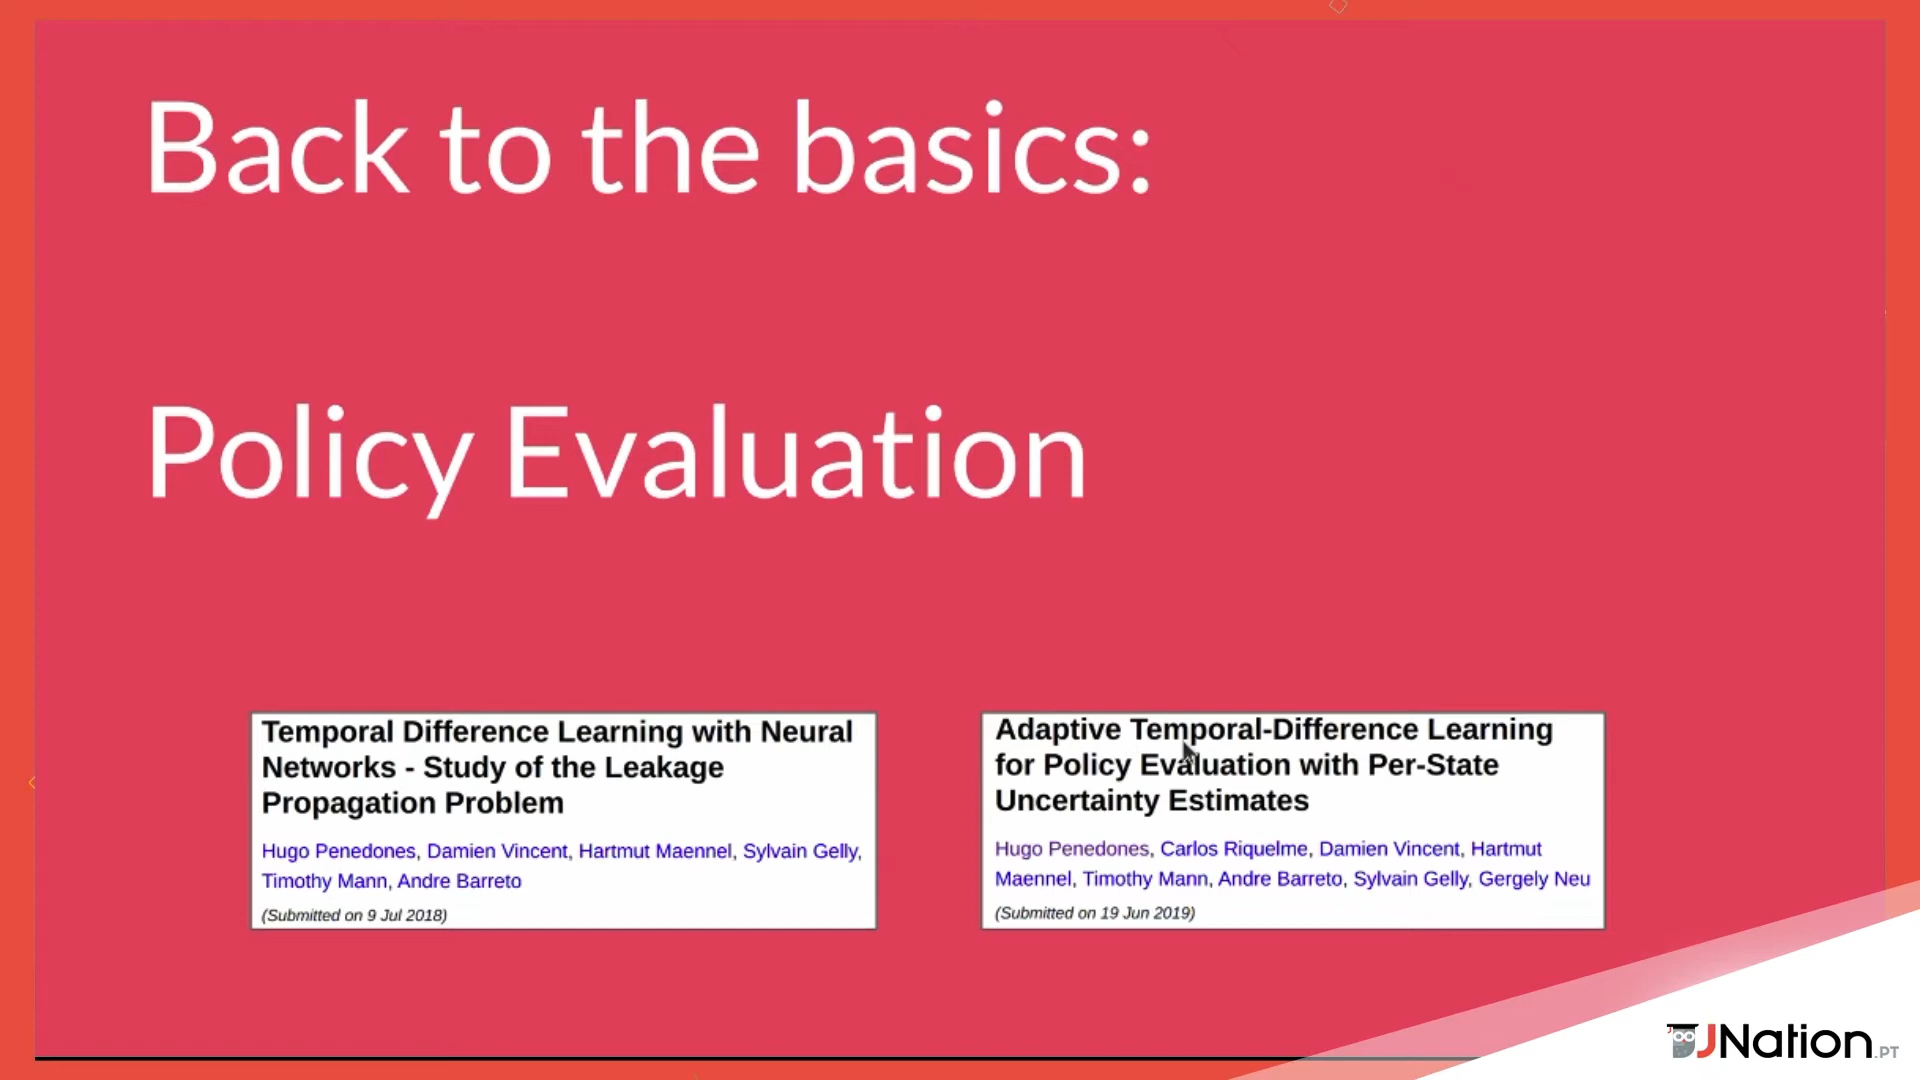 Back to the basics:
Policy Evaluation
Temporal Difference Learning with Neural
Networks - Study of the Leakage
Propagation Problem
Hugo Penedones, Damien Vincent, Hartmut Maennel, Sylvain Gelly,
Timothy Mann, Andre Barreto
(Submitted on 9 Jul 2018)
Adaptive Temporal-Difference Learning
for Policy Evaluation with Per-State
Uncertainty Estimates
Hugo Penedones, Carlos Riquelme, Damien Vincent, Hartmut
Maennel, Timothy Mann, Andre Barreto, Sylvain Gelly, Gergely Neu
(Submitted on 19 Jun 2019)
JNation.PT